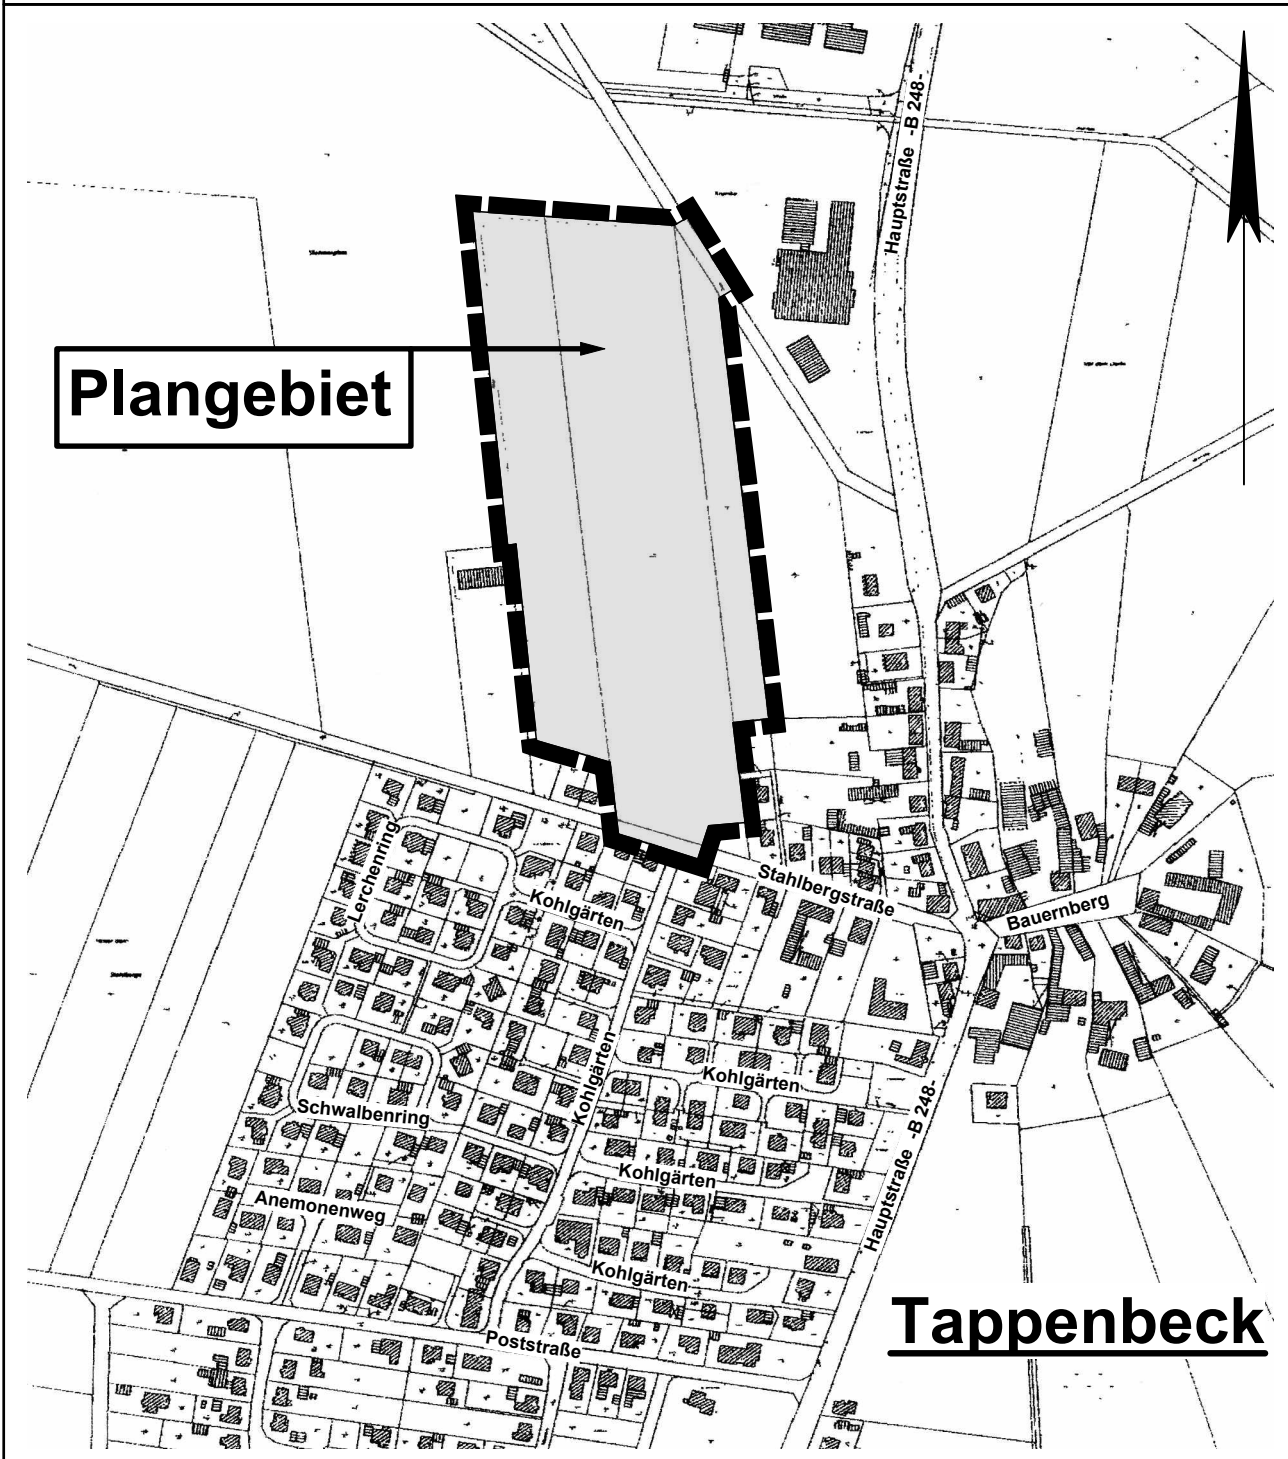 Hauptstraße -B 248-
Plangebiet
Lerchenring
Kohlgärten
Stahlbergstraße
Bauernberg
Kohlgärten
Kohlgärten
Schwalbenring
Kohlgärten
Anemonenweg
Hauptstraße -B 248-
Kohlgärten
Poststraße
Tappenbeck